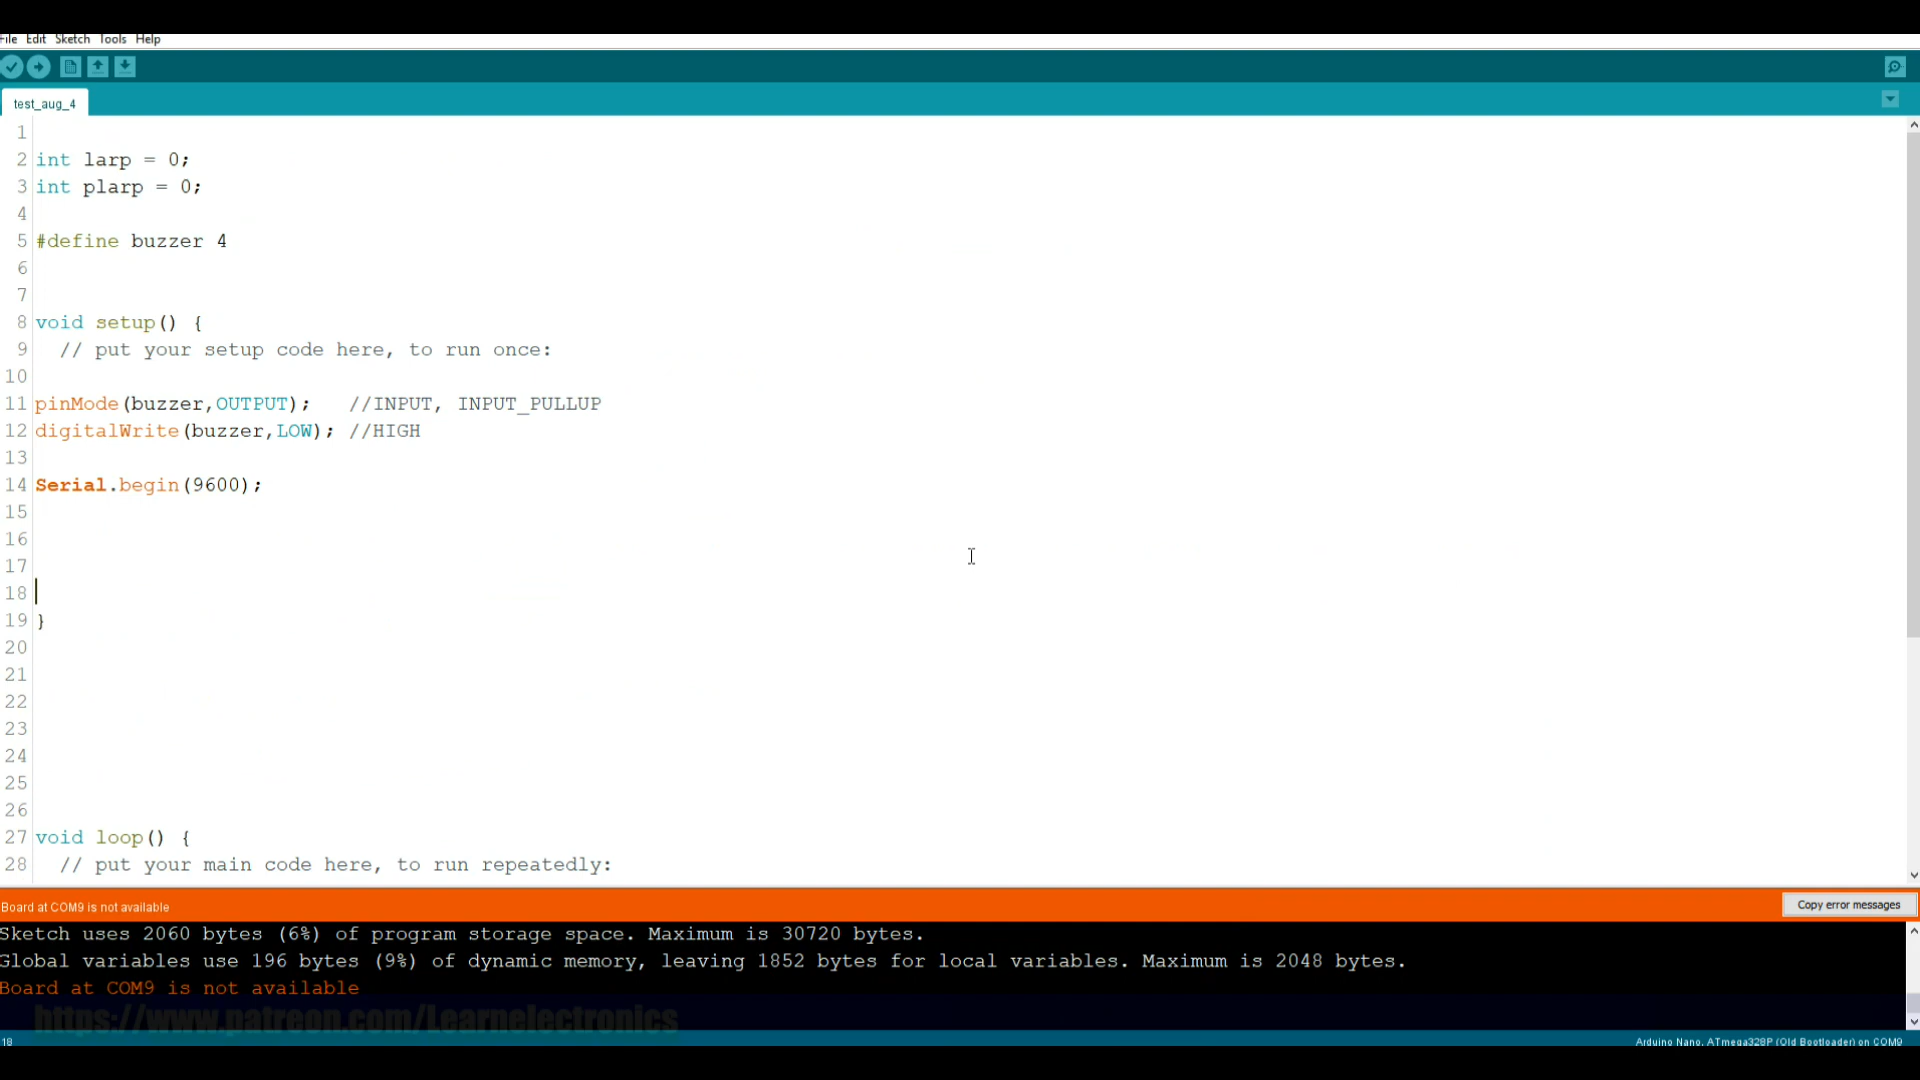 File Edit Sketch Tools Help
test_aug_4
1
2 int larp = 0;
3 int plarp = 0;
4
5 #define buzzer 4
6
7
8 void setup() {
9 // put your setup code here, to run once:
10
11 pinMode(buzzer,OUTPUT); //INPUT, INPUT_PULLUP
12 digitalWrite(buzzer,LOW); //HIGH
13
14 Serial.begin(9600);
15
16
17
18
19 }
20
21
22
23
24
25
26
27 void loop() {
28 // put your main code here, to run repeatedly:
Board at COM9 is not available
Copy error messages
Sketch uses 2060 bytes (6%) of program storage space. Maximum is 30720 bytes.
Global variables use 196 bytes (9%) of dynamic memory, leaving 1852 bytes for local variables. Maximum is 2048 bytes.
Board at COM9 is not available
https://www.patreon.com/Learnelectronics
18
Arduino Nano, ATmega328P (Old Bootloader) on COM9